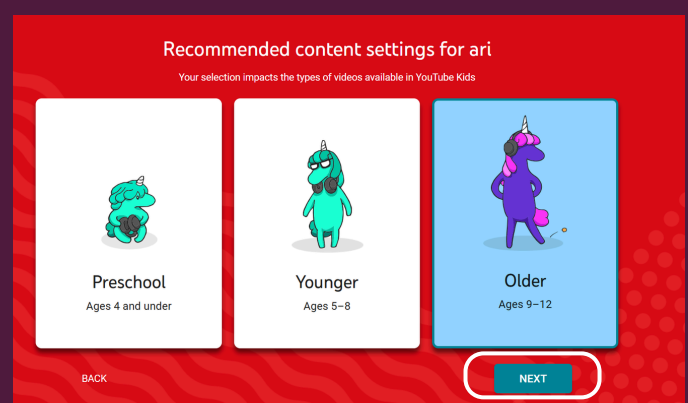 Recommended content settings for ari
Your selection impacts the types of videos available in YouTube Kids
Preschool
Ages 4 and under
Younger
Ages 5–8
Older
Ages 9–12
BACK
NEXT